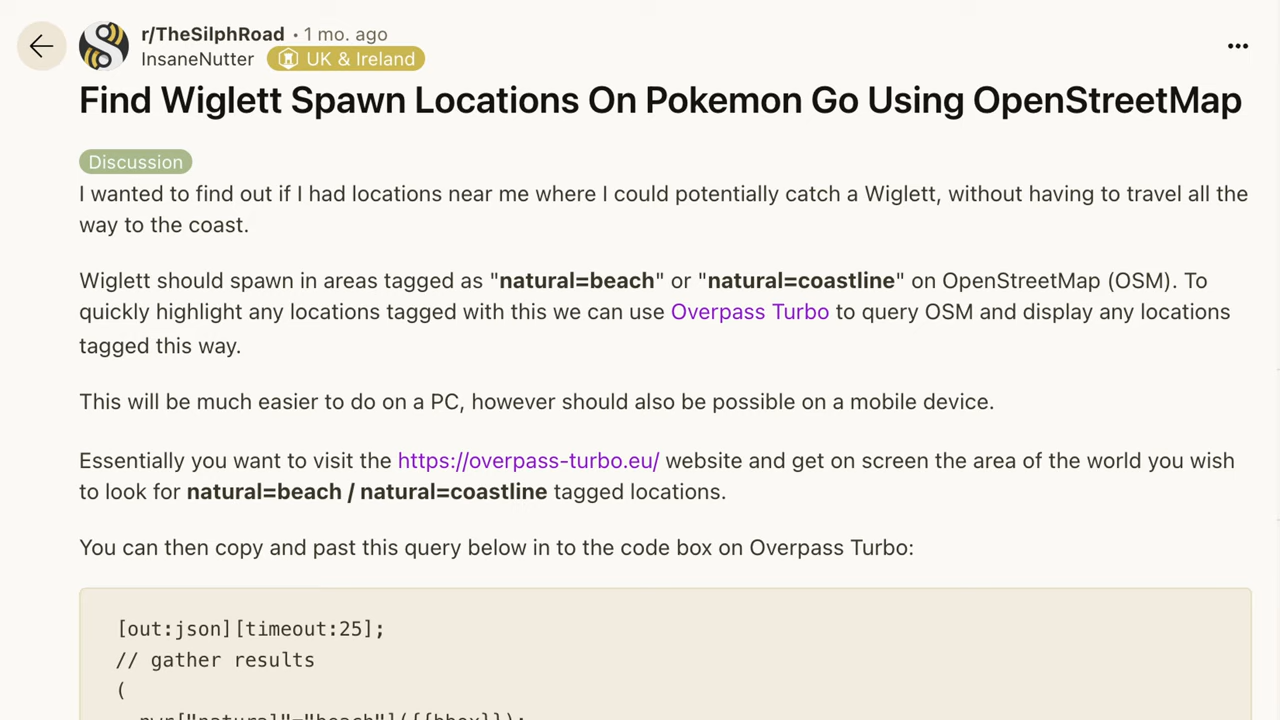 r/TheSilphRoad • 1 mo. ago
InsaneNutter UK & Ireland
Find Wiglett Spawn Locations On Pokemon Go Using OpenStreetMap
Discussion
I wanted to find out if I had locations near me where I could potentially catch a Wiglett, without having to travel all the
way to the coast.
Wiglett should spawn in areas tagged as "natural=beach" or "natural=coastline" on OpenStreetMap (OSM). To
quickly highlight any locations tagged with this we can use Overpass Turbo to query OSM and display any locations
tagged this way.
This will be much easier to do on a PC, however should also be possible on a mobile device.
Essentially you want to visit the https://overpass-turbo.eu/ website and get on screen the area of the world you wish
to look for natural=beach / natural=coastline tagged locations.
You can then copy and past this query below in to the code box on Overpass Turbo:
[out:json][timeout:25];
// gather results
(
nwr["natural"="beach"]({{bbox}});